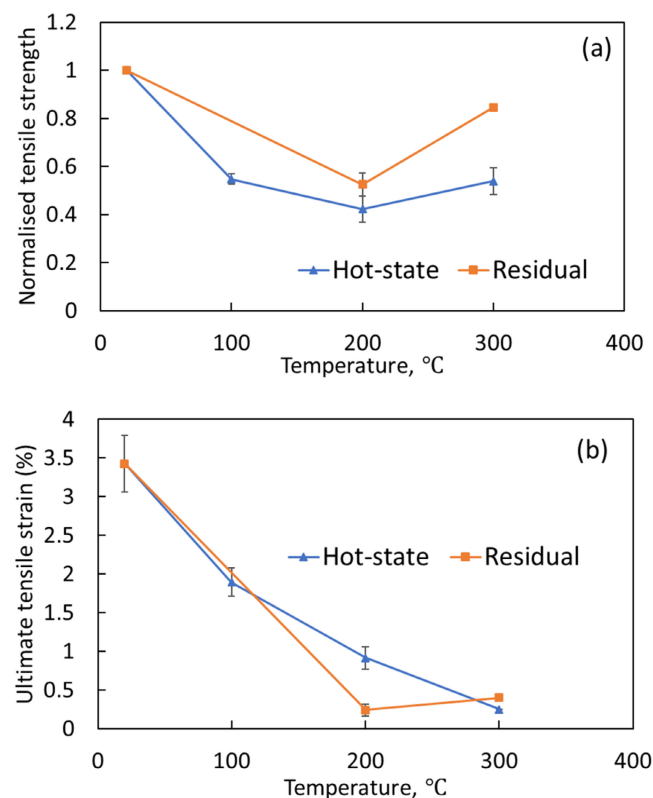 1.2
(a)
1
0.8
0.6
0.4
0.2
0
Normalised tensile strength
Hot-state Residual
0 100 200 300 400
Temperature, ℃
4
(b)
3.5
3
2.5
2
1.5
1
0.5
0
Ultimate tensile strain (%)
Hot-state Residual
0 100 200 300 400
Temperature, ℃